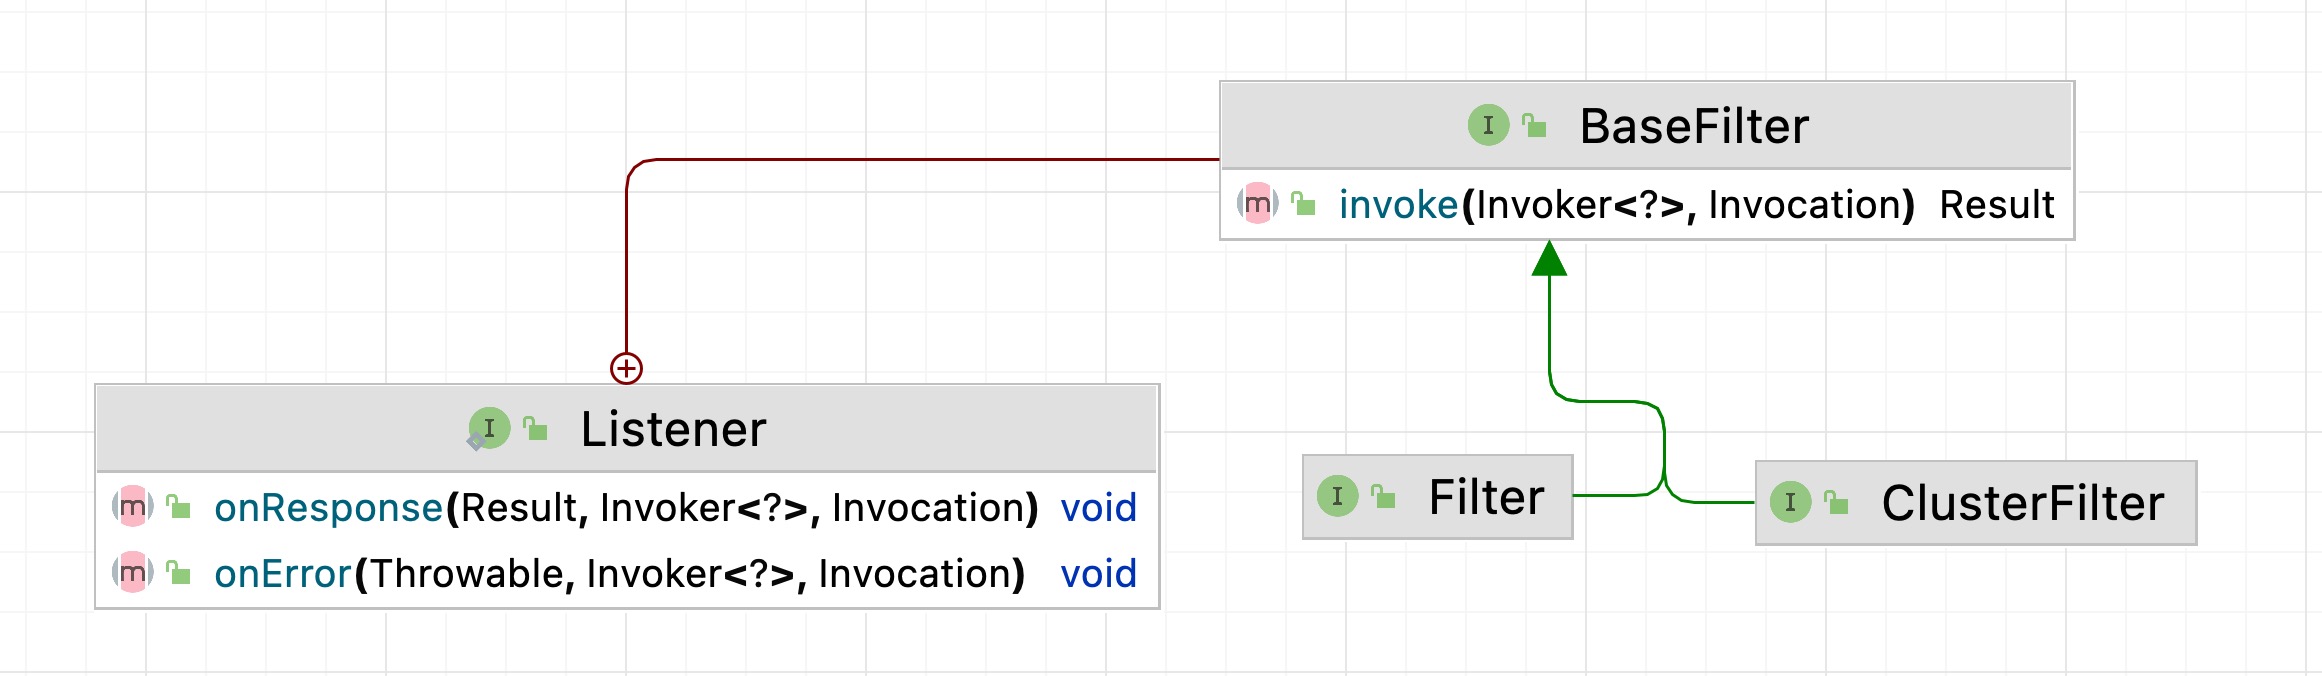 I BaseFilter
m invoke(Invoker<?>, Invocation) Result
I Listener
m onResponse(Result, Invoker<?>, Invocation) void
m onError(Throwable, Invoker<?>, Invocation) void
I Filter
I ClusterFilter